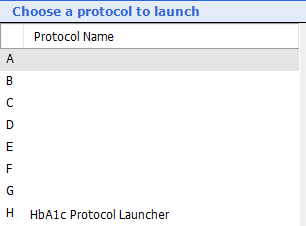 Choose a protocol to launch
Protocol Name
A
B
C
D
E
F
G
H HbA1c Protocol Launcher